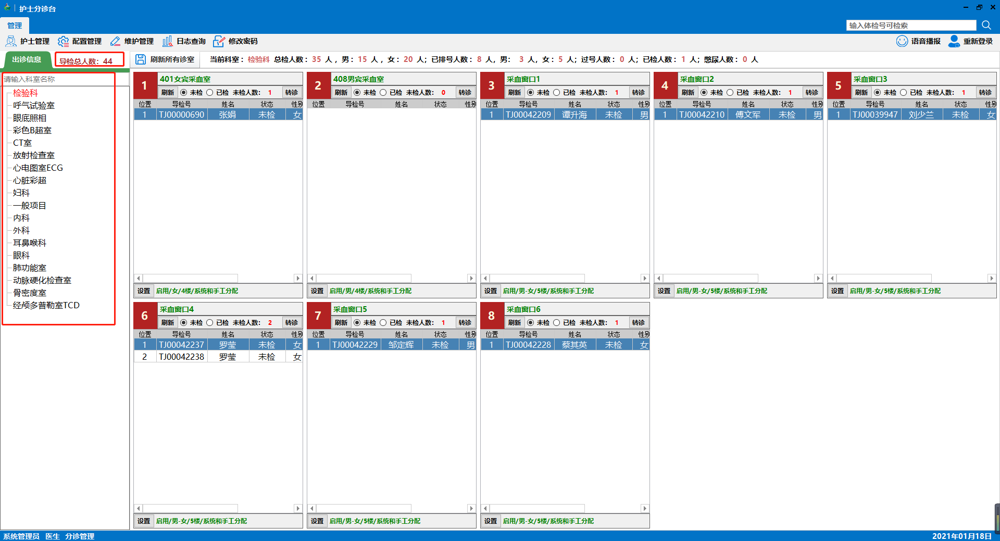 护士分诊台
管理
输入体检号可检索
护士管理 配置管理 维护管理 日志查询 修改密码 语音播报 重新登录
出诊信息 导检总人数：44
刷新所有诊室 当前科室：检验科 总检人数：35 人，男：15 人，女：20 人；已排号人数：8 人，男： 3 人，女：5 人；过号人数：0 人；已检人数：1 人；憋尿人数：0 人
请输入科室名称
检验科
呼气试验室
眼底照相
彩色B超室
CT室
放射检查室
心电图室ECG
心脏彩超
妇科
一般项目
内科
外科
耳鼻喉科
眼科
肺功能室
动脉硬化检查室
骨密度室
经颅多普勒室TCD
1 401女宾采血室
刷新 未检 已检 未检人数： 1 转诊
位置 导检号 姓名 状态 性别
1 TJ00000690 张娟 未检 女
设置 启用/女/4楼/系统和手工分配
2 408男宾采血室
刷新 未检 已检 未检人数： 0 转诊
位置 导检号 姓名 状态 性别
设置 启用/男/4楼/系统和手工分配
3 采血窗口1
刷新 未检 已检 未检人数： 1 转诊
位置 导检号 姓名 状态 性别
1 TJ00042209 谭升海 未检 男
设置 启用/男-女/5楼/系统和手工分配
4 采血窗口2
刷新 未检 已检 未检人数： 1 转诊
位置 导检号 姓名 状态 性别
1 TJ00042210 傅文军 未检 男
设置 启用/男-女/5楼/系统和手工分配
5 采血窗口3
刷新 未检 已检 未检人数： 1 转诊
位置 导检号 姓名 状态 性别
1 TJ00039947 刘少兰 未检 女
设置 启用/男-女/5楼/系统和手工分配
6 采血窗口4
刷新 未检 已检 未检人数： 2 转诊
位置 导检号 姓名 状态 性别
1 TJ00042237 罗莹 未检 女
2 TJ00042238 罗莹 未检 女
设置 启用/男-女/5楼/系统和手工分配
7 采血窗口5
刷新 未检 已检 未检人数： 1 转诊
位置 导检号 姓名 状态 性别
1 TJ00042229 邹定辉 未检 男
设置 启用/男-女/5楼/系统和手工分配
8 采血窗口6
刷新 未检 已检 未检人数： 1 转诊
位置 导检号 姓名 状态 性别
1 TJ00042228 蔡其英 未检 女
设置 启用/男-女/5楼/系统和手工分配
系统管理员 医生 分诊管理
2021年01月18日